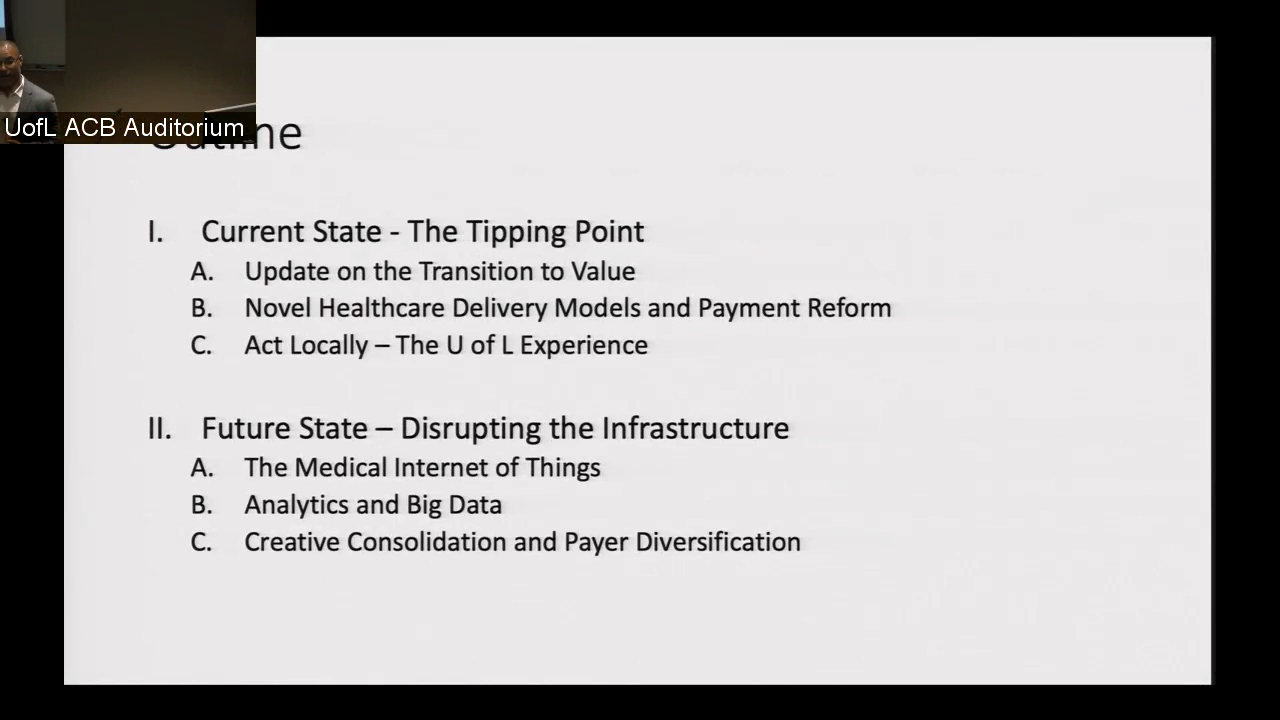 UofL ACB Auditorium
Outline
I. Current State - The Tipping Point
A. Update on the Transition to Value
B. Novel Healthcare Delivery Models and Payment Reform
C. Act Locally – The U of L Experience
II. Future State – Disrupting the Infrastructure
A. The Medical Internet of Things
B. Analytics and Big Data
C. Creative Consolidation and Payer Diversification